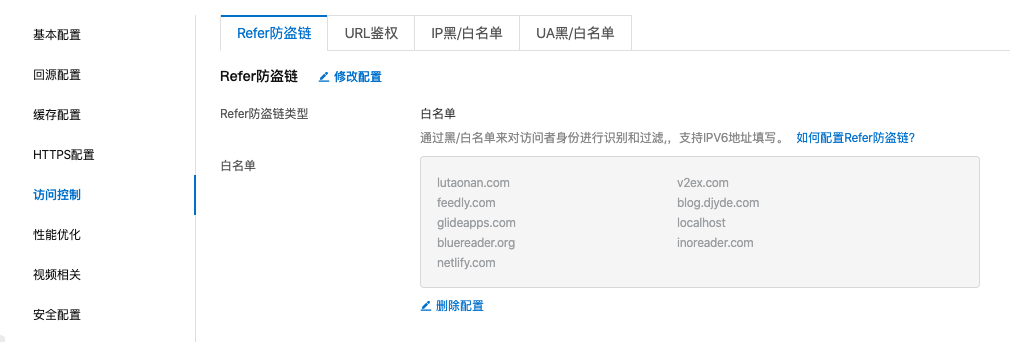 基本配置
回源配置
缓存配置
HTTPS配置
访问控制
性能优化
视频相关
安全配置
Refer防盗链
URL鉴权
IP黑/白名单
UA黑/白名单
Refer防盗链 修改配置
Refer防盗链类型 白名单
通过黑/白名单来对访问者身份进行识别和过滤,，支持IPV6地址填写。 如何配置Refer防盗链?
白名单
lutaonan.com v2ex.com
feedly.com blog.djyde.com
glideapps.com localhost
bluereader.org inoreader.com
netlify.com
删除配置